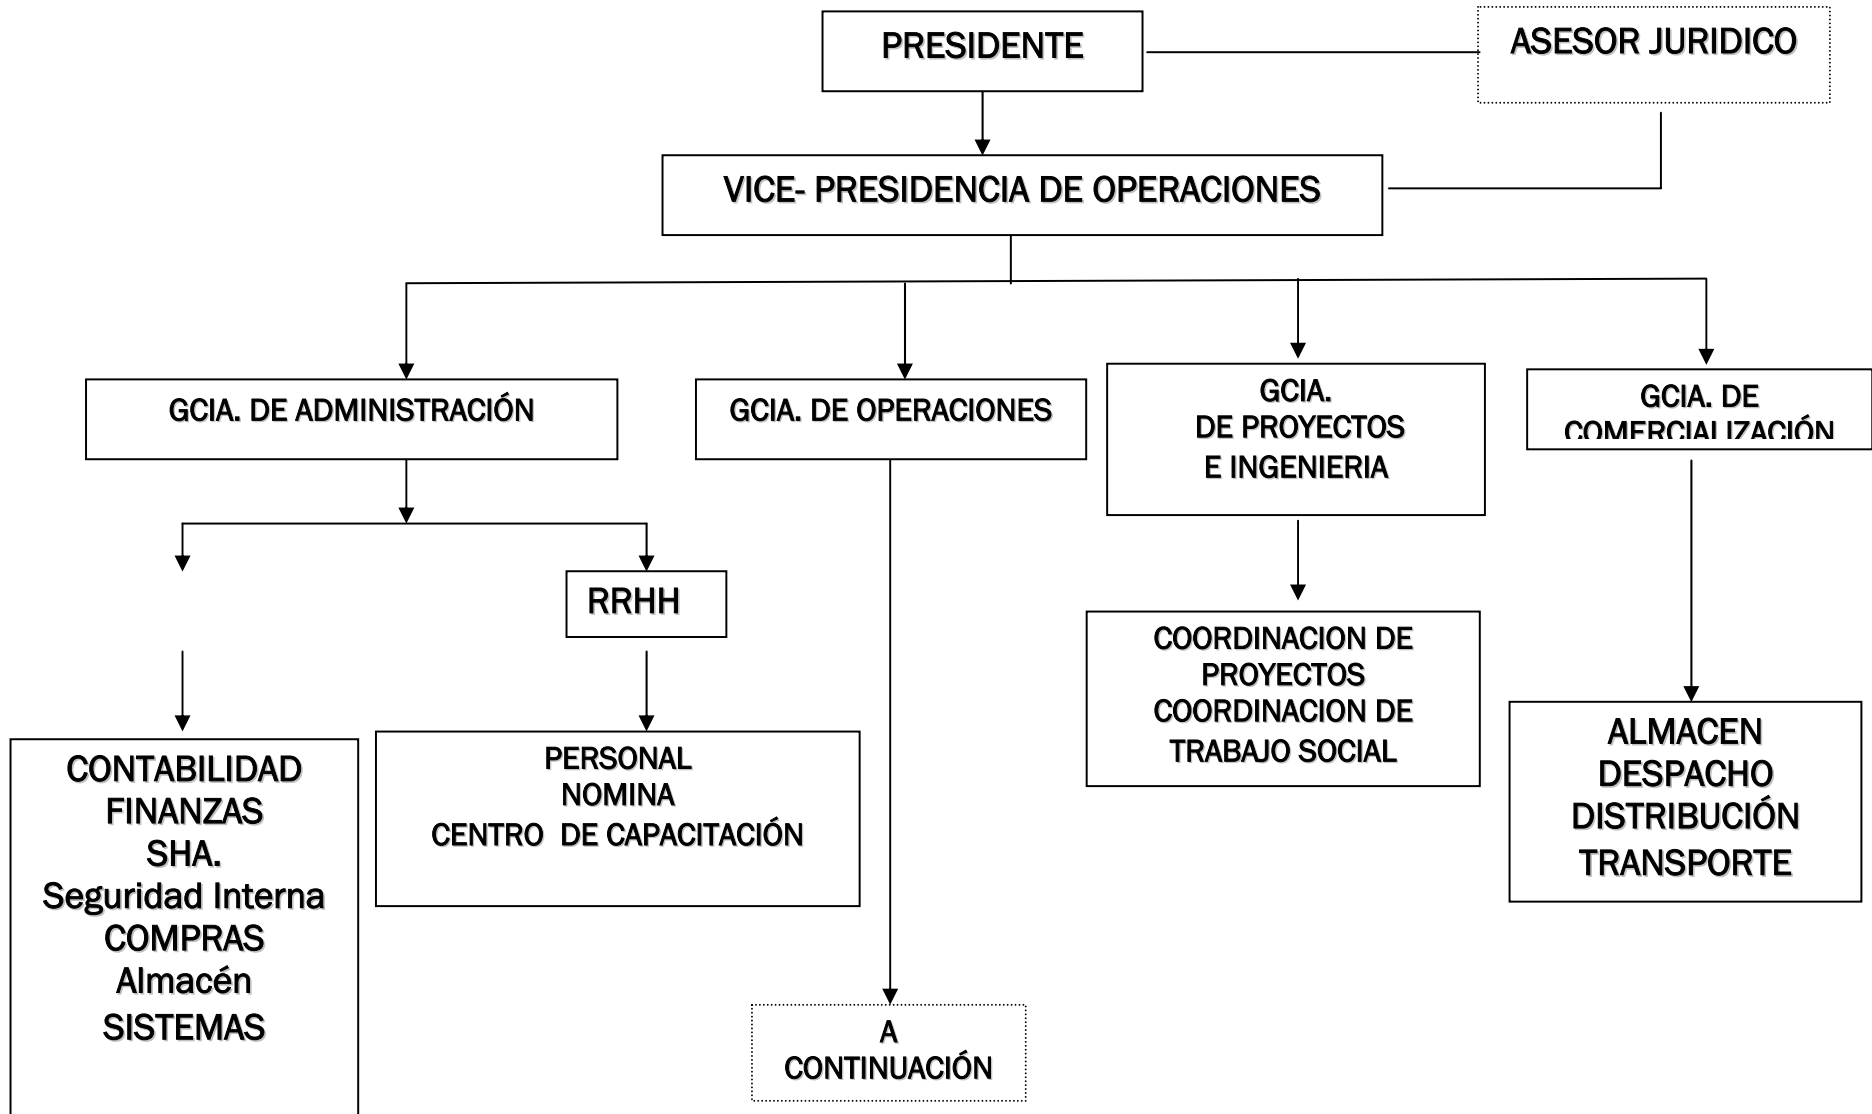 PRESIDENTE
ASESOR JURIDICO
VICE- PRESIDENCIA DE OPERACIONES
GCIA. DE ADMINISTRACIÓN
GCIA. DE OPERACIONES
GCIA.
DE PROYECTOS
E INGENIERIA
GCIA. DE
COMERCIALIZACIÓN
RRHH
CONTABILIDAD
FINANZAS
SHA.
Seguridad Interna
COMPRAS
Almacén
SISTEMAS
PERSONAL
NOMINA
CENTRO DE CAPACITACIÓN
COORDINACION DE
PROYECTOS
COORDINACION DE
TRABAJO SOCIAL
ALMACEN
DESPACHO
DISTRIBUCIÓN
TRANSPORTE
A
CONTINUACIÓN